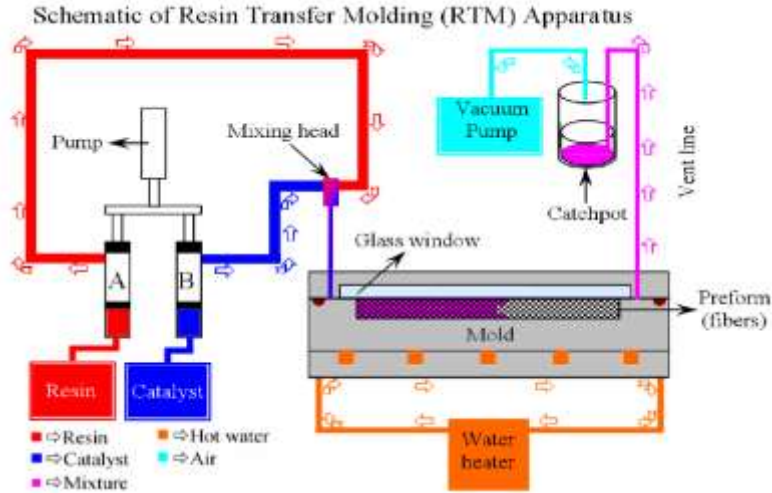 Schematic of Resin Transfer Molding (RTM) Apparatus
Pump
Mixing head
Vacuum
Pump
Vent line
Catchpot
A
B
Glass window
Preform
(fibers)
Mold
Resin
Catalyst
Water
heater
⇨Resin
⇨Hot water
⇨Catalyst
⇨Air
⇨Mixture